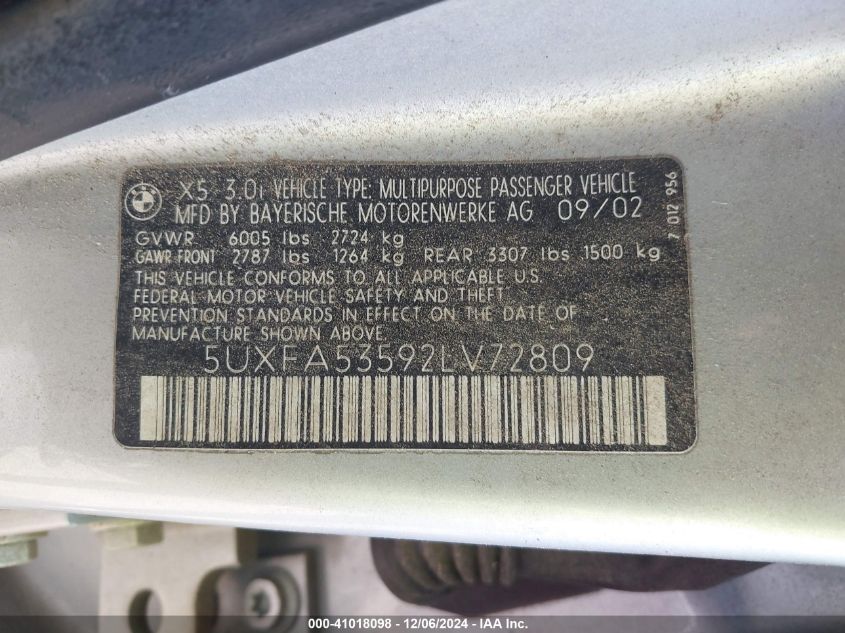 BMW
X5 3.0i VEHICLE TYPE: MULTIPURPOSE PASSENGER VEHICLE
MFD BY BAYERISCHE MOTORENWERKE AG 09/02
GVWR 6005 lbs 2724 kg
GAWR FRONT 2787 lbs 1264 kg REAR 3307 lbs 1500 kg
THIS VEHICLE CONFORMS TO ALL APPLICABLE U.S.
FEDERAL MOTOR VEHICLE SAFETY AND THEFT
PREVENTION STANDARDS IN EFFECT ON THE DATE OF
MANUFACTURE SHOWN ABOVE.
5UXFA53592LV72809
7 012 956
000-41018098 - 12/06/2024 - IAAI.com